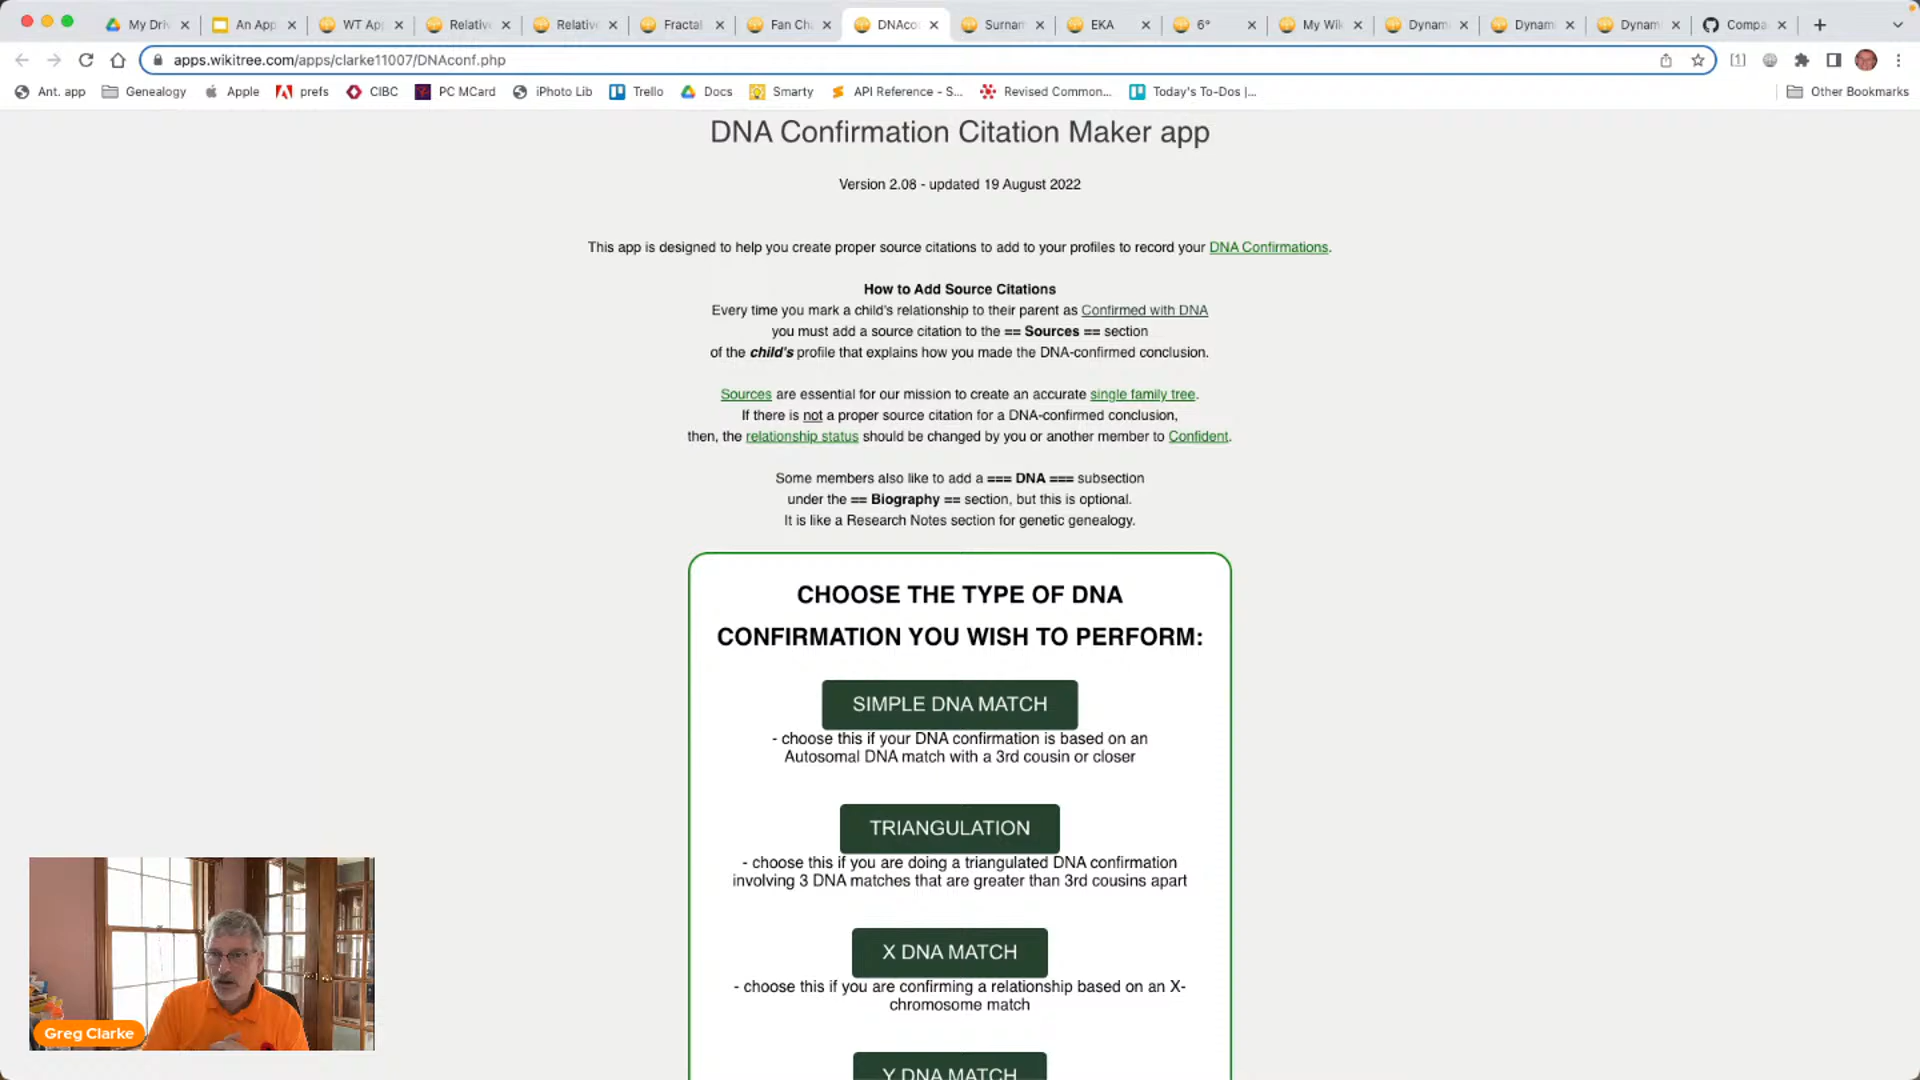 My Driv
An App
WT App
Relative
Relative
Fractal
Fan Ch
DNAco
Surnam
EKA
6°
My Wik
Dynam
Dynam
Dynam
Compa
apps.wikitree.com/apps/clarke11007/DNAconf.php
Ant. app
Genealogy
Apple
prefs
CIBC
PC MCard
iPhoto Lib
Trello
Docs
Smarty
API Reference - S...
Revised Common...
Today's To-Dos |...
Other Bookmarks
DNA Confirmation Citation Maker app
Version 2.08 - updated 19 August 2022
This app is designed to help you create proper source citations to add to your profiles to record your DNA Confirmations.
How to Add Source Citations
Every time you mark a child's relationship to their parent as Confirmed with DNA
you must add a source citation to the == Sources == section
of the child's profile that explains how you made the DNA-confirmed conclusion.
Sources are essential for our mission to create an accurate single family tree.
If there is not a proper source citation for a DNA-confirmed conclusion,
then, the relationship status should be changed by you or another member to Confident.
Some members also like to add a === DNA === subsection
under the == Biography == section, but this is optional.
It is like a Research Notes section for genetic genealogy.
CHOOSE THE TYPE OF DNA
CONFIRMATION YOU WISH TO PERFORM:
SIMPLE DNA MATCH
- choose this if your DNA confirmation is based on an
Autosomal DNA match with a 3rd cousin or closer
TRIANGULATION
- choose this if you are doing a triangulated DNA confirmation
involving 3 DNA matches that are greater than 3rd cousins apart
X DNA MATCH
- choose this if you are confirming a relationship based on an X-
chromosome match
Y DNA MATCH
Greg Clarke